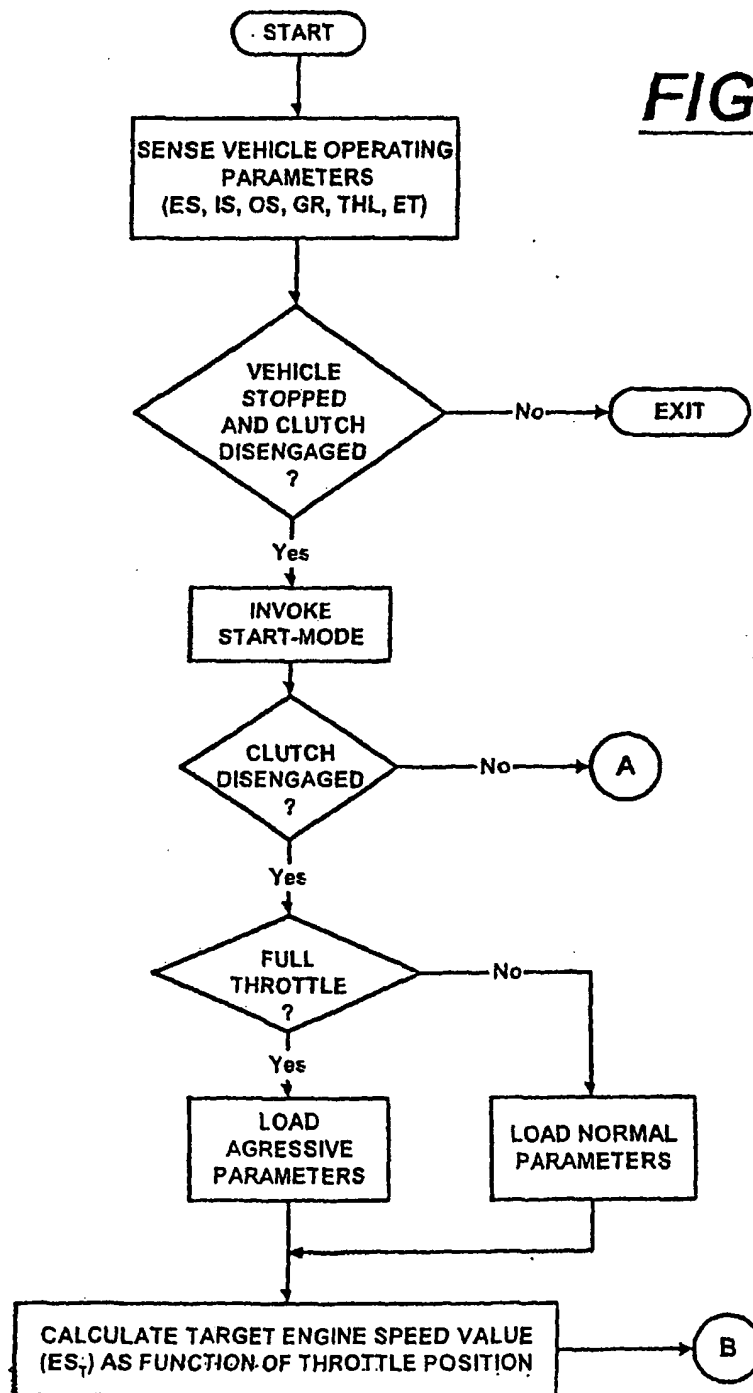 START
FIG
SENSE VEHICLE OPERATING
PARAMETERS
(ES, IS, OS, GR, THL, ET)
VEHICLE
STOPPED
AND CLUTCH
DISENGAGED
?
No
EXIT
Yes
INVOKE
START-MODE
CLUTCH
DISENGAGED
?
No
A
Yes
FULL
THROTTLE
?
No
Yes
LOAD
AGRESSIVE
PARAMETERS
LOAD NORMAL
PARAMETERS
CALCULATE TARGET ENGINE SPEED VALUE
(ES_T) AS FUNCTION OF THROTTLE POSITION
B